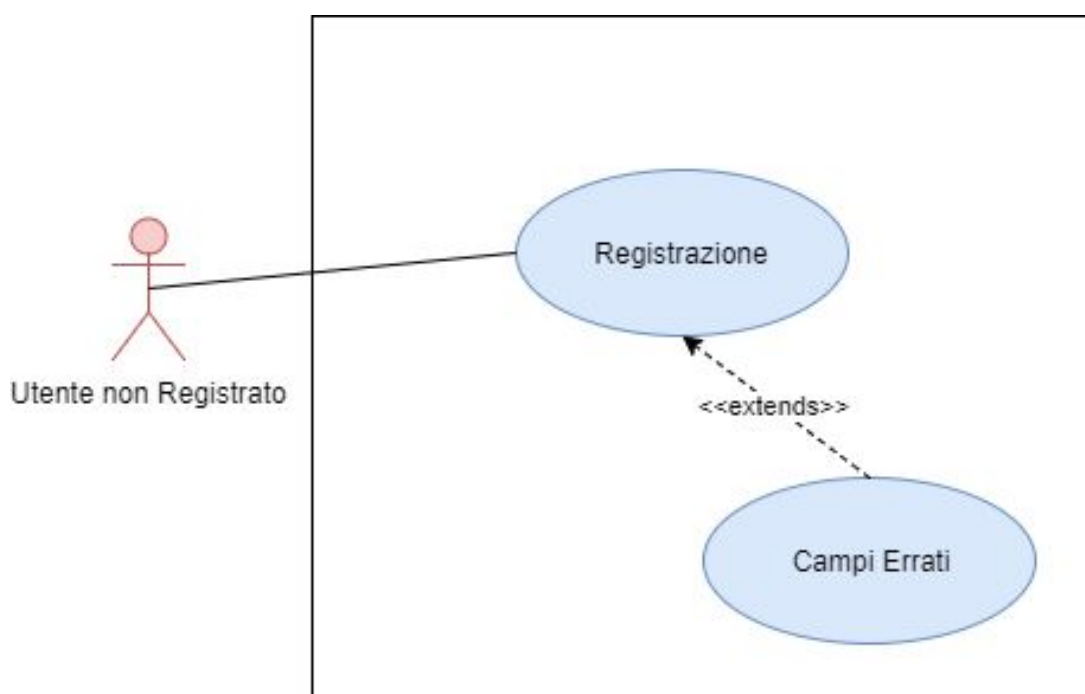 Registrazione
Utente non Registrato
<<extends>>
Campi Errati